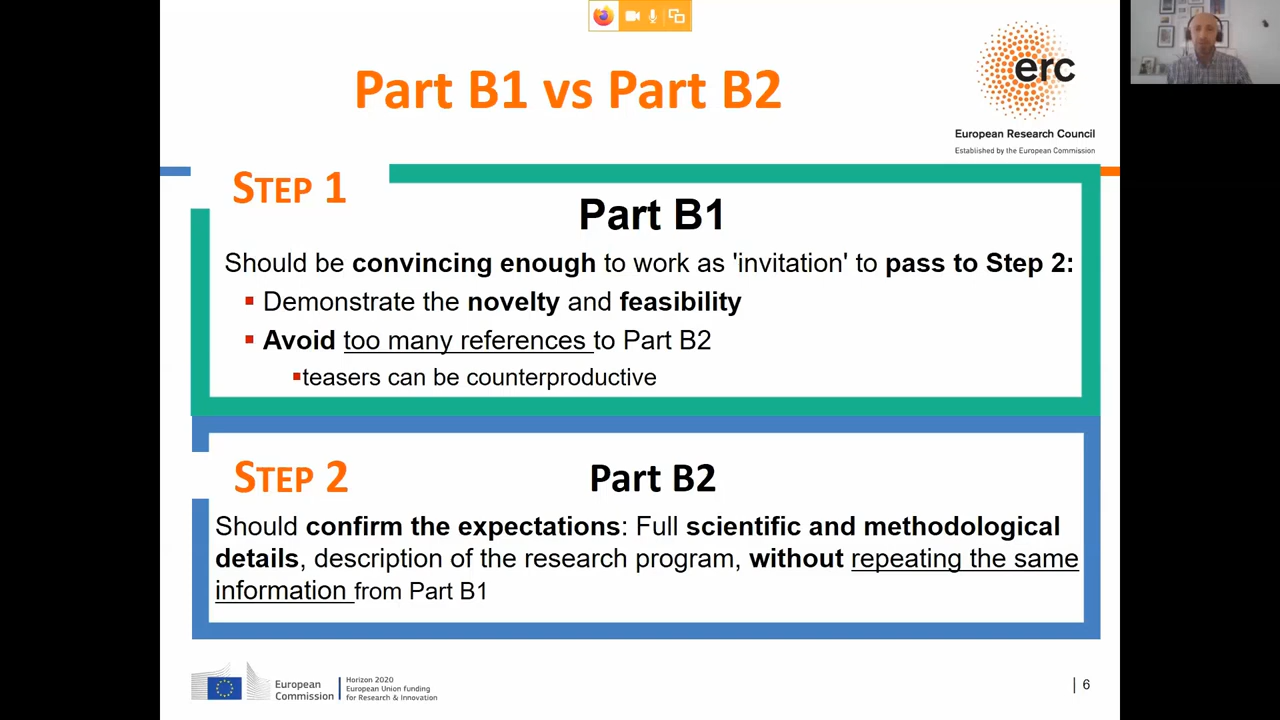 Part B1 vs Part B2
erc
European Research Council
Established by the European Commission
STEP 1
Part B1
Should be convincing enough to work as 'invitation' to pass to Step 2:
Demonstrate the novelty and feasibility
Avoid too many references to Part B2
teasers can be counterproductive
STEP 2
Part B2
Should confirm the expectations: Full scientific and methodological
details, description of the research program, without repeating the same
information from Part B1
European
Commission
Horizon 2020
European Union funding
for Research & Innovation
| 6